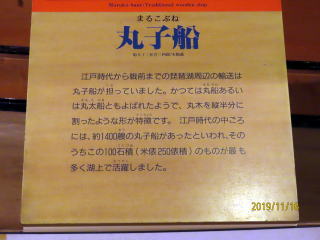 Maruko boat: Traditional wooden ship
まるこぶね
丸子船
江戸時代から戦前までの琵琶湖周辺の輸送は
丸子船が担っていました。かつては丸船あるい
は丸太船ともよばれたようで、丸木を縦半分に
割ったような形が特徴です。江戸時代の中ごろ
には、約1400艘の丸子船があったといわれ、その
うちこの100石積(米俵250俵積)のものが最も
多く湖上で活躍しました。
2019/11/16